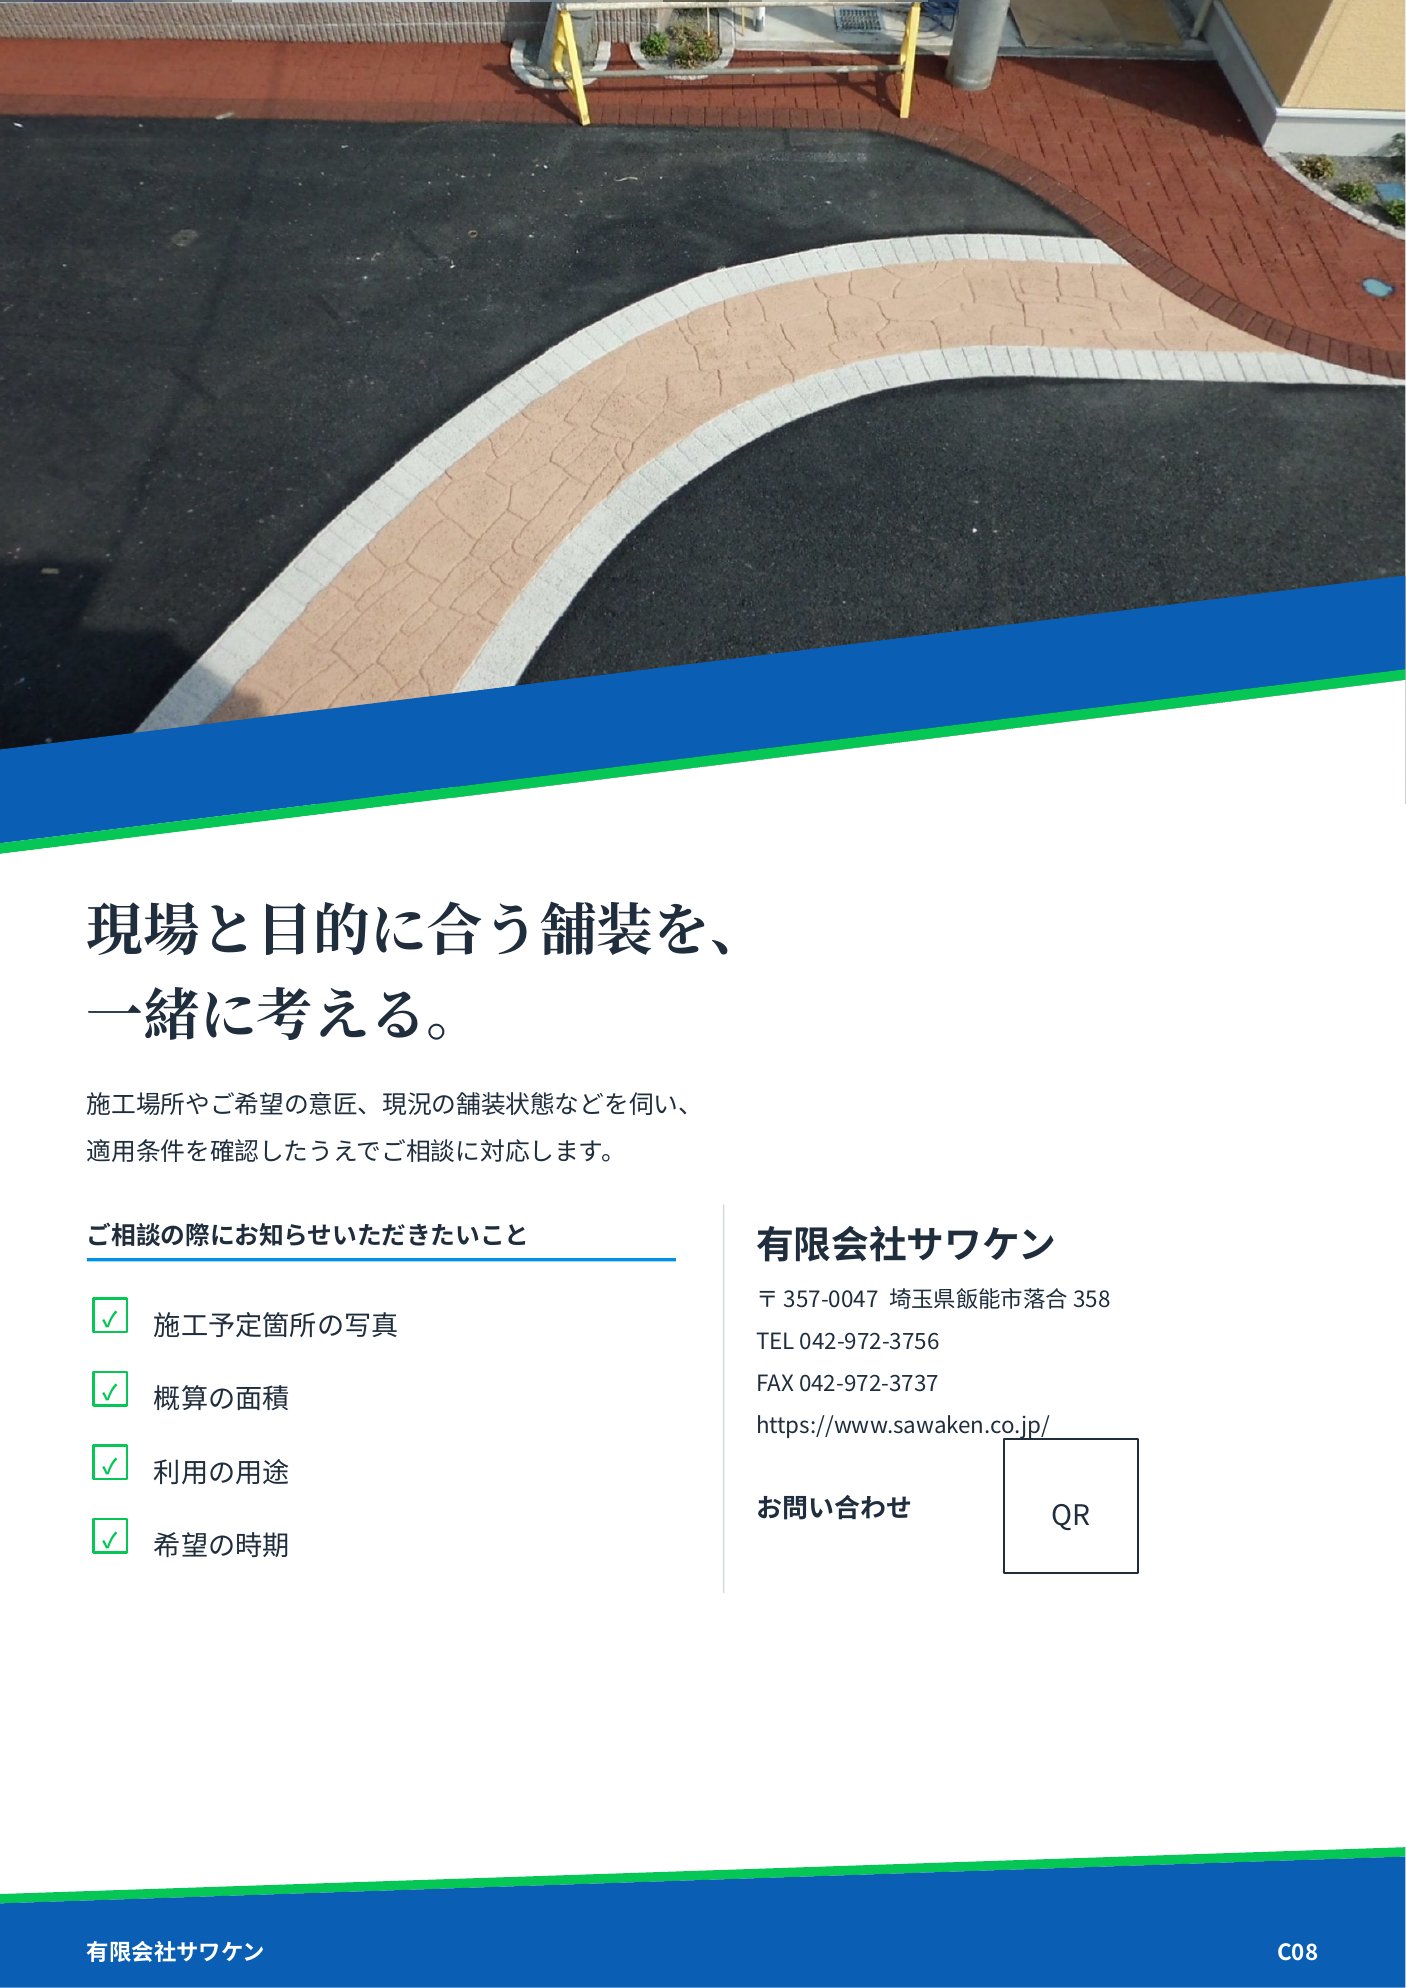 現場と目的に合う舗装を、
一緒に考える。
施工場所やご希望の意匠、現況の舗装状態などを伺い、
適用条件を確認したうえでご相談に対応します。
ご相談の際にお知らせいただきたいこと
施工予定箇所の写真
概算の面積
利用の用途
希望の時期
有限会社サワケン
〒357-0047 埼玉県飯能市落合 358
TEL 042-972-3756
FAX 042-972-3737
https://www.sawaken.co.jp/
お問い合わせ
QR
有限会社サワケン
C08